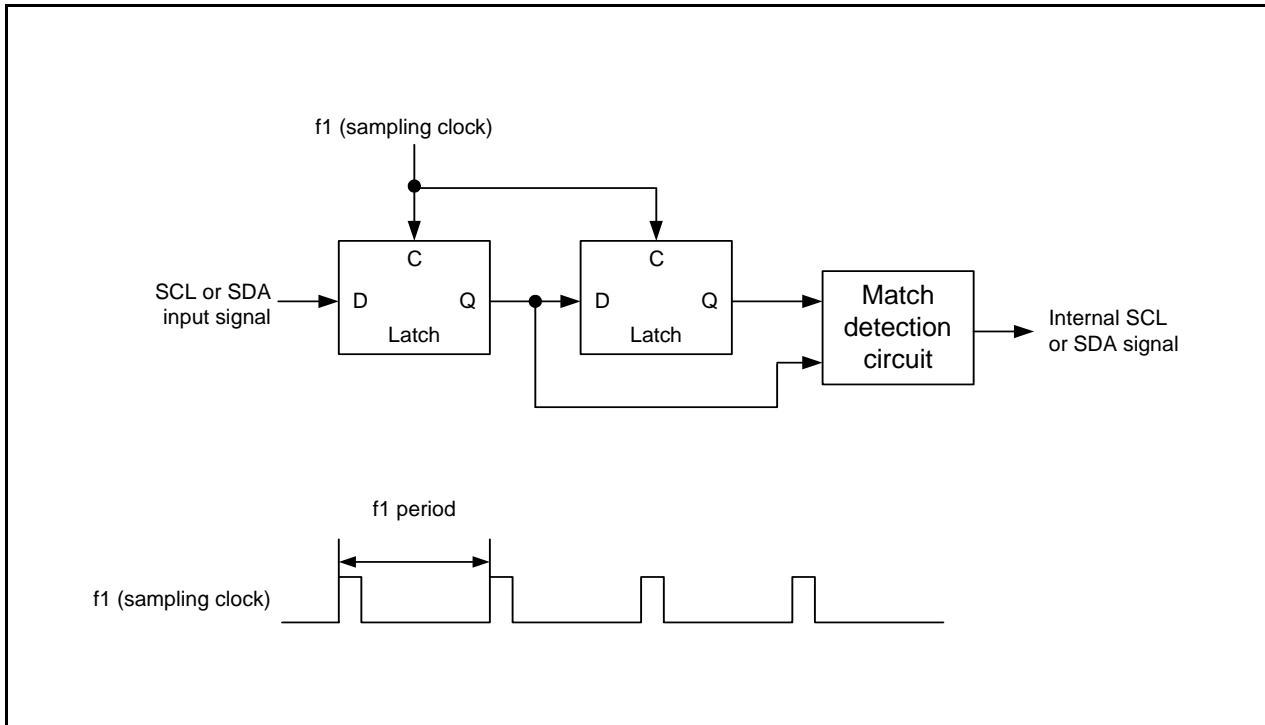 f1 (sampling clock)
C
C
SCL or SDA
input signal
D
Q
D
Q
Latch
Latch
Match
detection
circuit
Internal SCL
or SDA signal
f1 period
f1 (sampling clock)